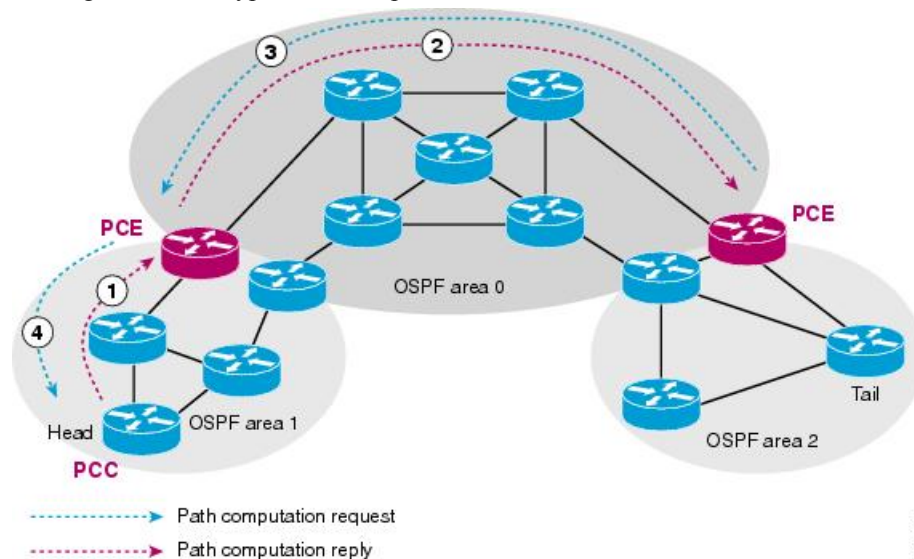 3
2
PCE
PCE
1
OSPF area 0
4
Tail
Head
OSPF area 1
OSPF area 2
PCC
Path computation request
Path computation reply